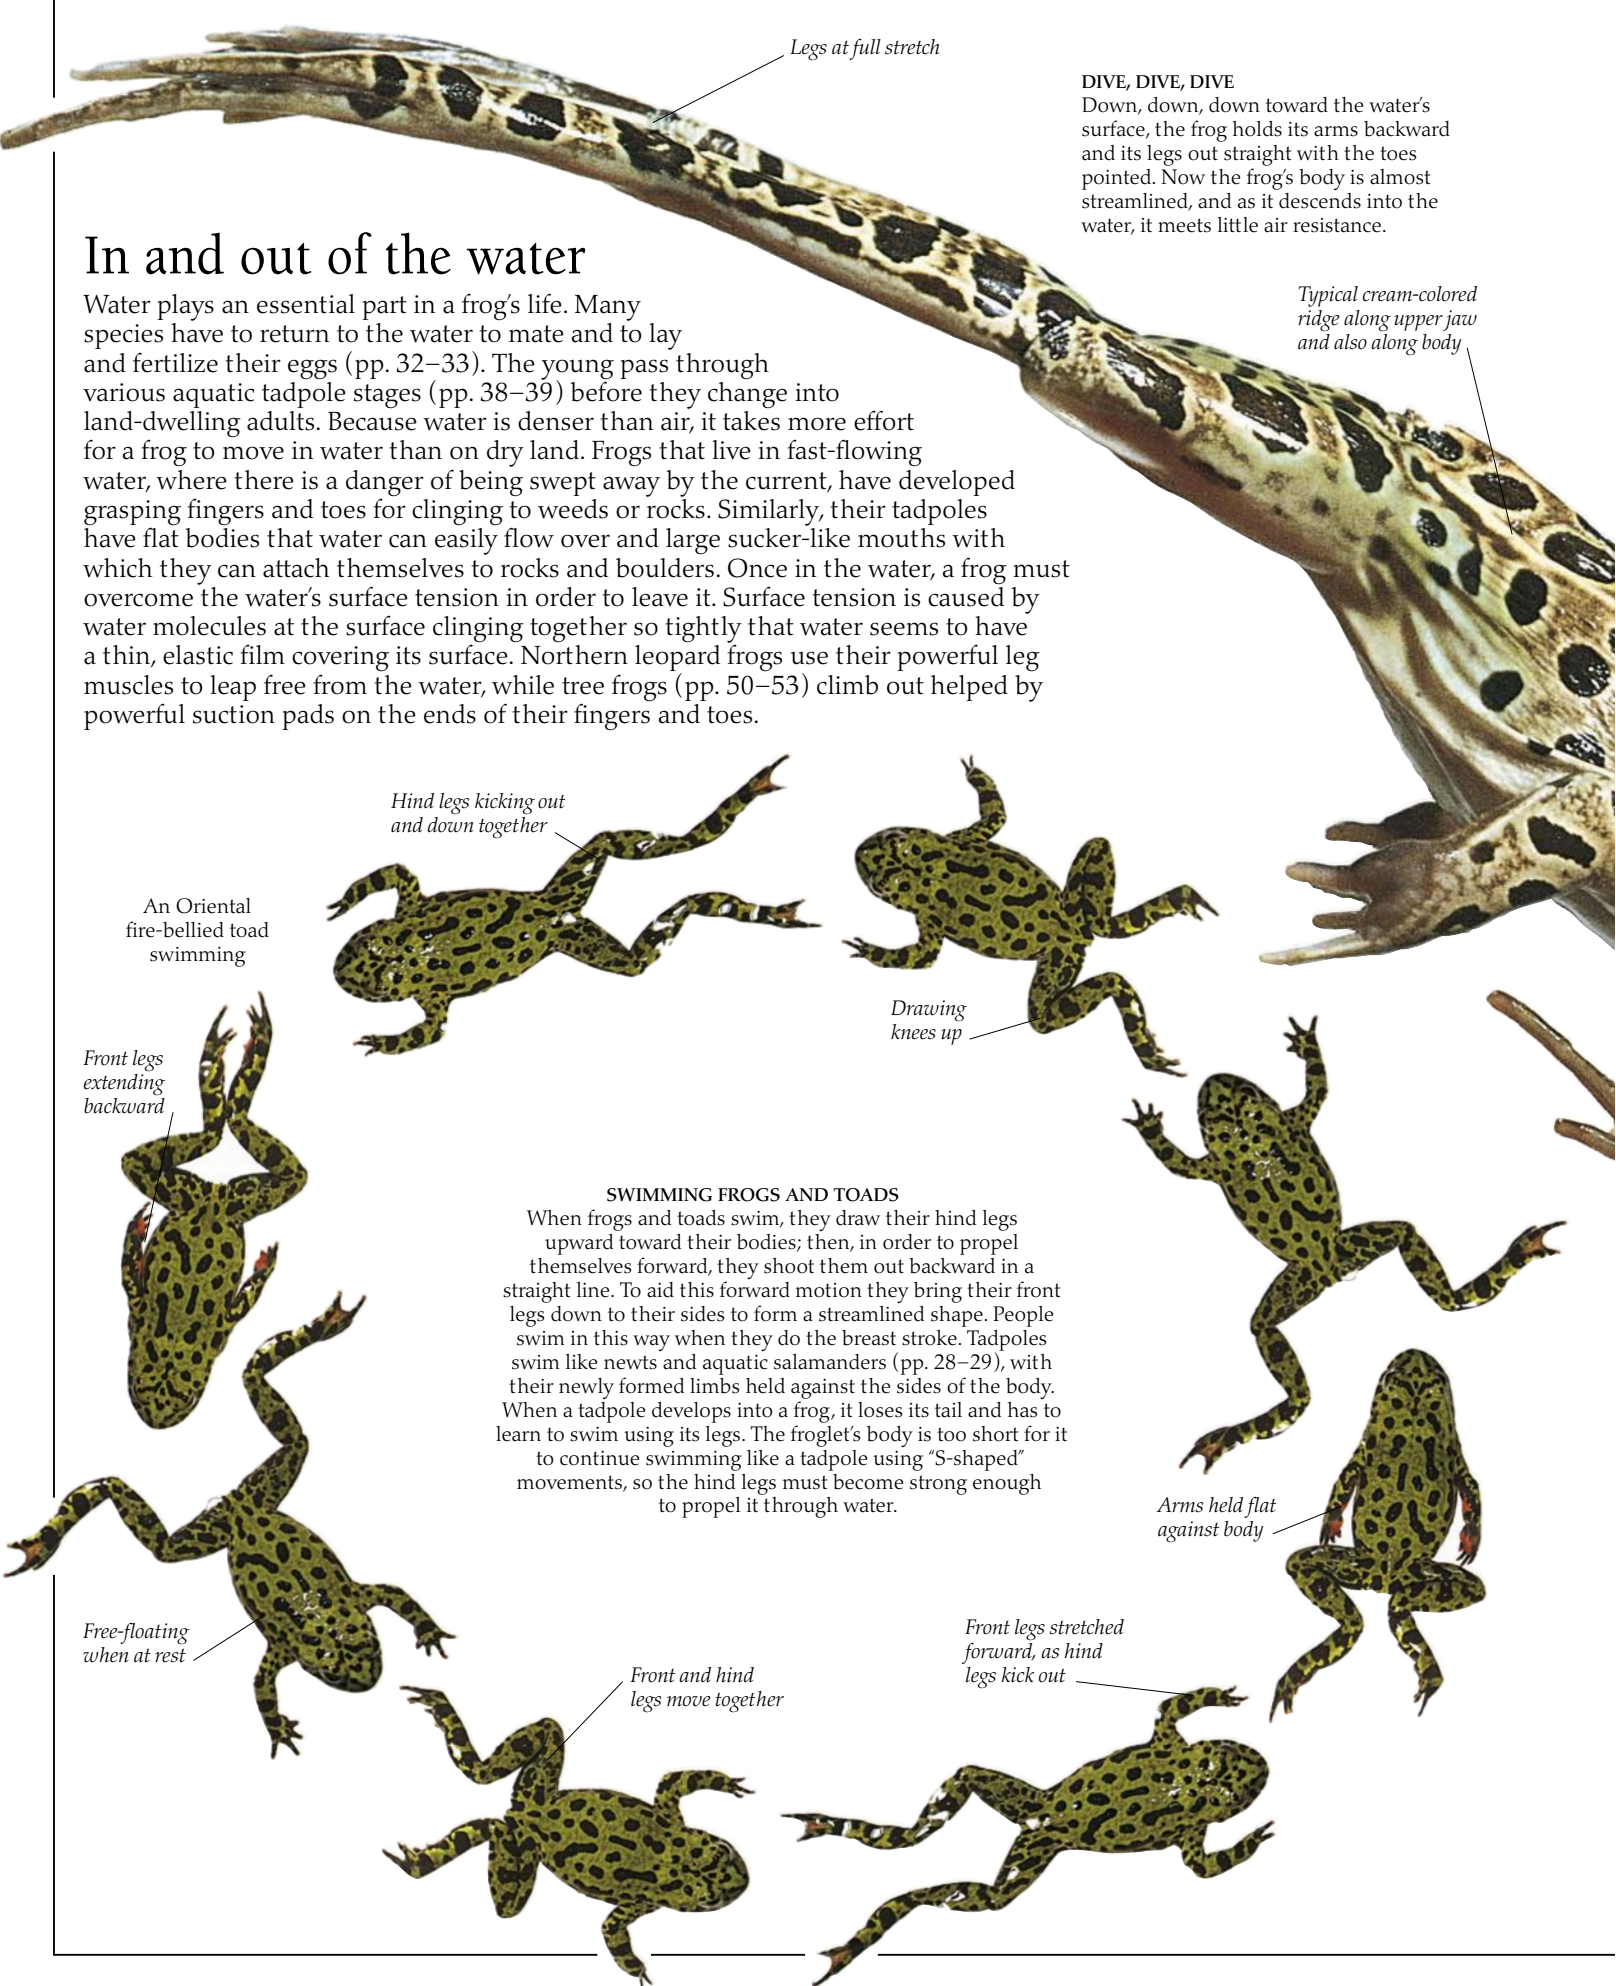 Legs at full stretch
DIVE, DIVE, DIVE
Down, down, down toward the water’s
surface, the frog holds its arms backward
and its legs out straight with the toes
pointed. Now the frog’s body is almost
streamlined, and as it descends into the
water, it meets little air resistance.
In and out of the water
Water plays an essential part in a frog’s life. Many
species have to return to the water to mate and to lay
and fertilize their eggs (pp. 32–33). The young pass through
various aquatic tadpole stages (pp. 38–39) before they change into
land-dwelling adults. Because water is denser than air, it takes more effort
for a frog to move in water than on dry land. Frogs that live in fast-flowing
water, where there is a danger of being swept away by the current, have developed
grasping fingers and toes for clinging to weeds or rocks. Similarly, their tadpoles
have flat bodies that water can easily flow over and large sucker-like mouths with
which they can attach themselves to rocks and boulders. Once in the water, a frog must
overcome the water’s surface tension in order to leave it. Surface tension is caused by
water molecules at the surface clinging together so tightly that water seems to have
a thin, elastic film covering its surface. Northern leopard frogs use their powerful leg
muscles to leap free from the water, while tree frogs (pp. 50–53) climb out helped by
powerful suction pads on the ends of their fingers and toes.
Typical cream-colored
ridge along upper jaw
and also along body
Hind legs kicking out
and down together
An Oriental
fire-bellied toad
swimming
Drawing
knees up
Front legs
extending
backward
SWIMMING FROGS AND TOADS
When frogs and toads swim, they draw their hind legs
upward toward their bodies; then, in order to propel
themselves forward, they shoot them out backward in a
straight line. To aid this forward motion they bring their front
legs down to their sides to form a streamlined shape. People
swim in this way when they do the breast stroke. Tadpoles
swim like newts and aquatic salamanders (pp. 28–29), with
their newly formed limbs held against the sides of the body.
When a tadpole develops into a frog, it loses its tail and has to
learn to swim using its legs. The froglet’s body is too short for it
to continue swimming like a tadpole using “S-shaped”
movements, so the hind legs must become strong enough
to propel it through water.
Arms held flat
against body
Free-floating
when at rest
Front legs stretched
forward, as hind
legs kick out
Front and hind
legs move together